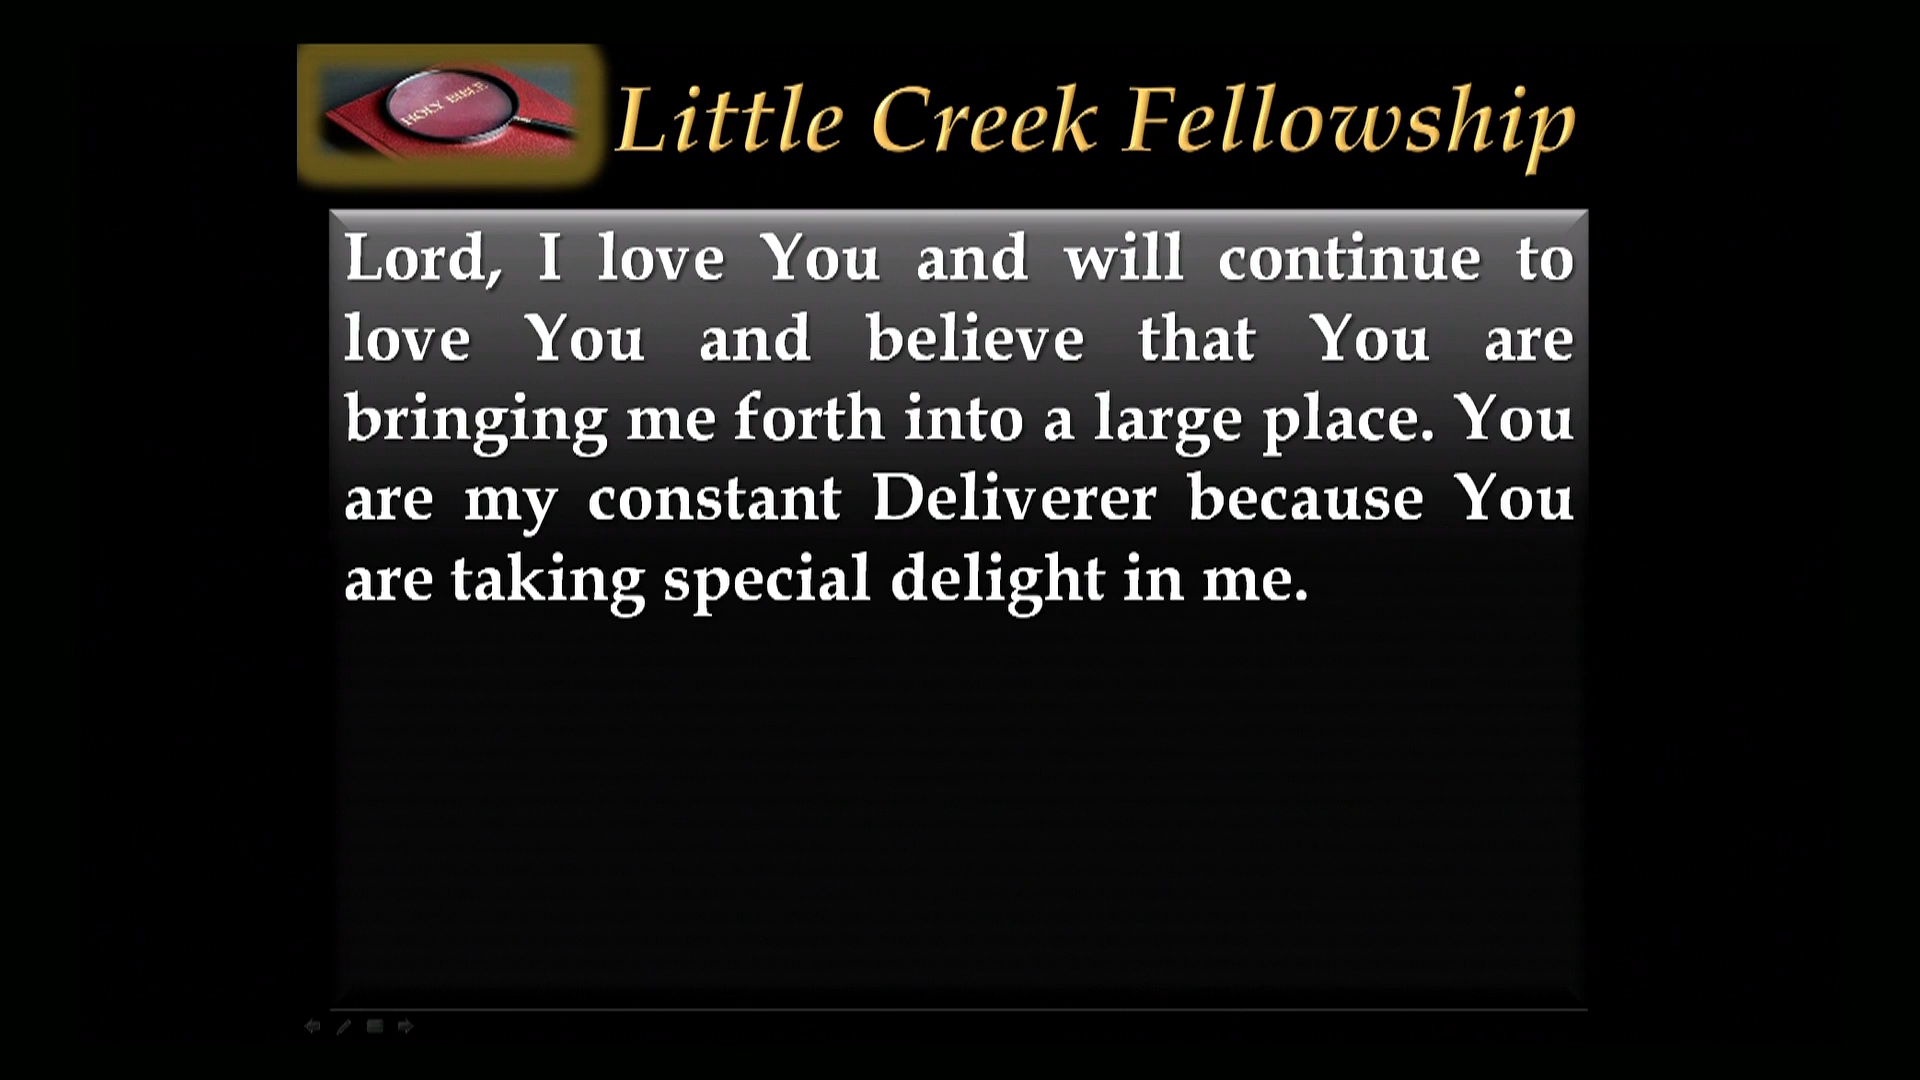 HOLY BIBLE
Little Creek Fellowship
Lord, I love You and will continue to
love You and believe that You are
bringing me forth into a large place. You
are my constant Deliverer because You
are taking special delight in me.